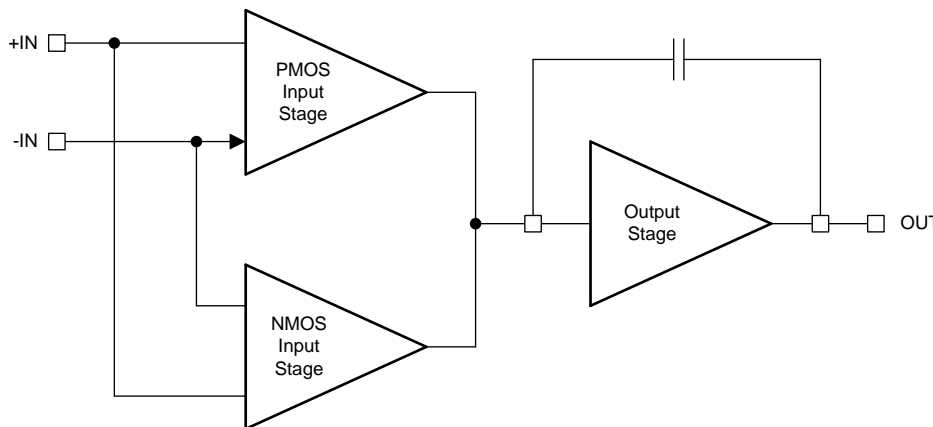 +IN
PMOS
Input
Stage
-IN
Output
Stage
OUT
NMOS
Input
Stage